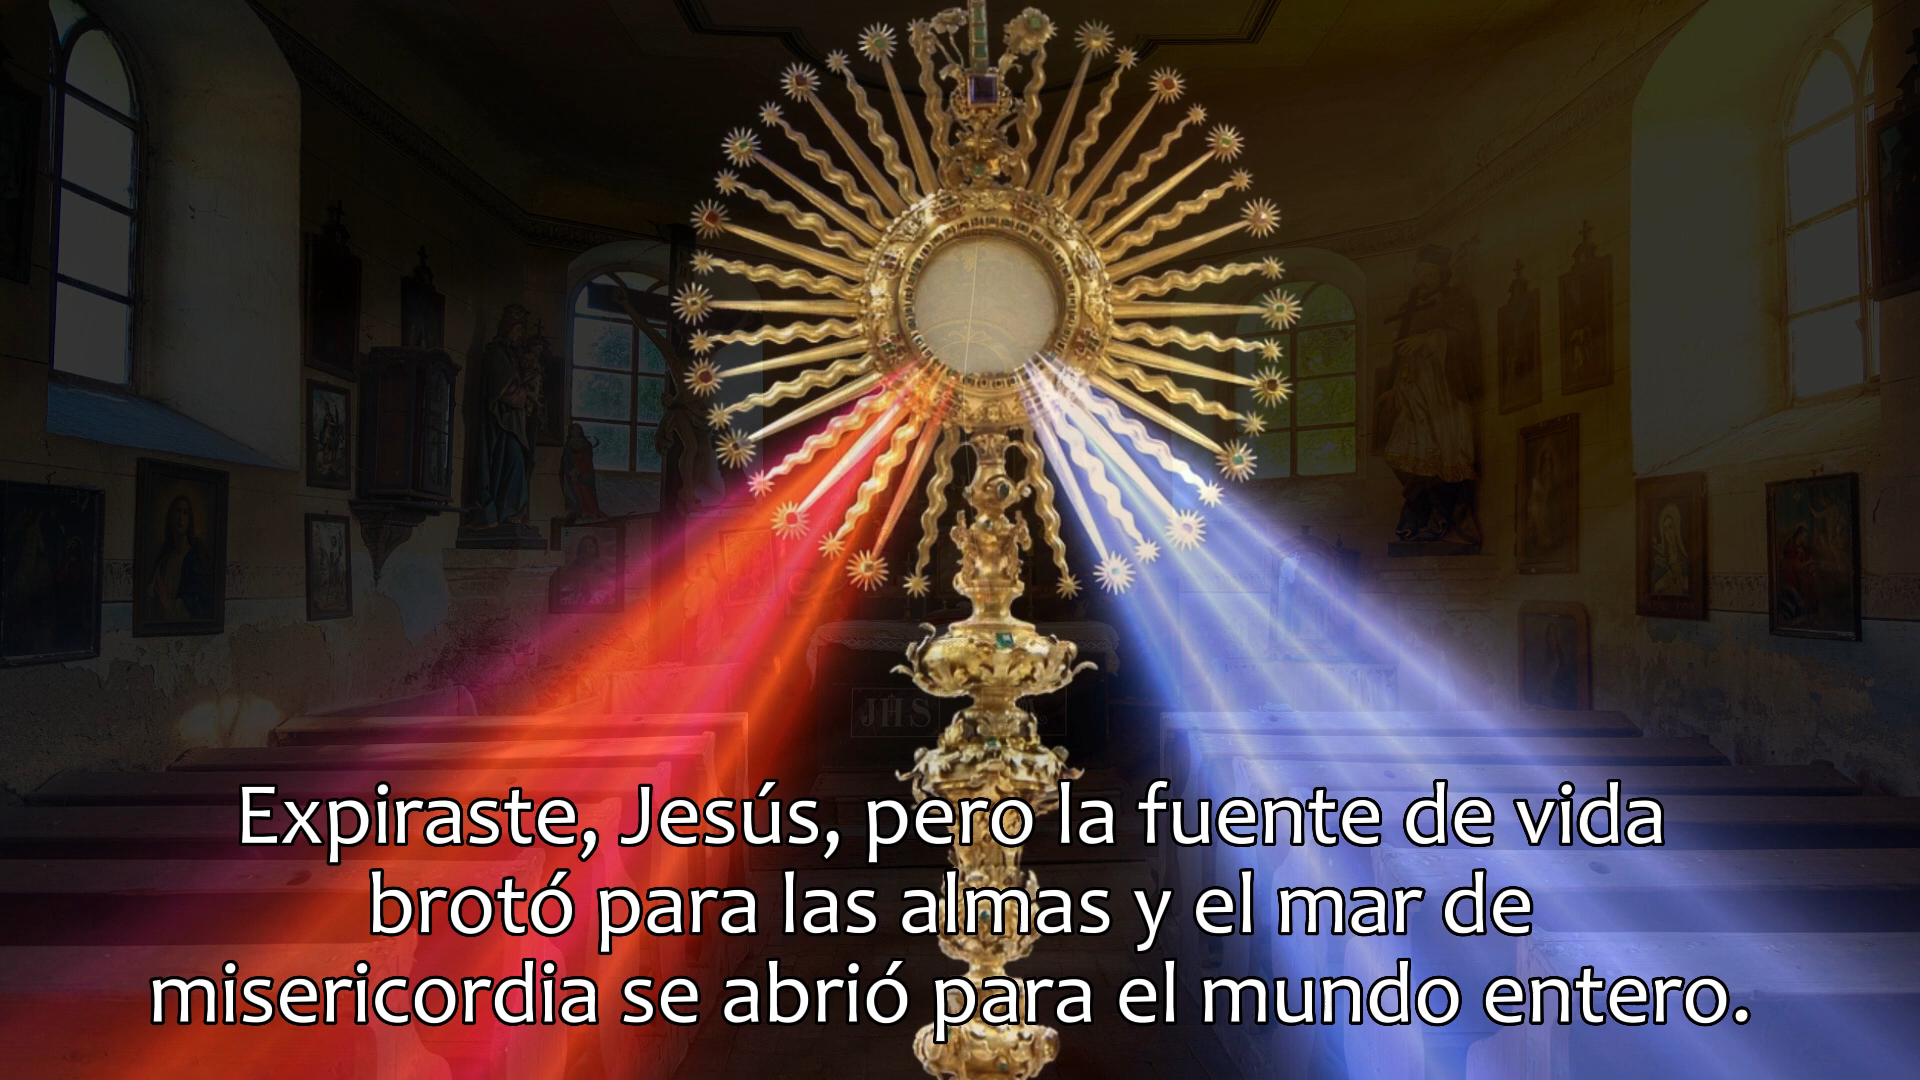 JHS
Expiraste, Jesús, pero la fuente de vida
brotó para las almas y el mar de
misericordia se abrió para el mundo entero.